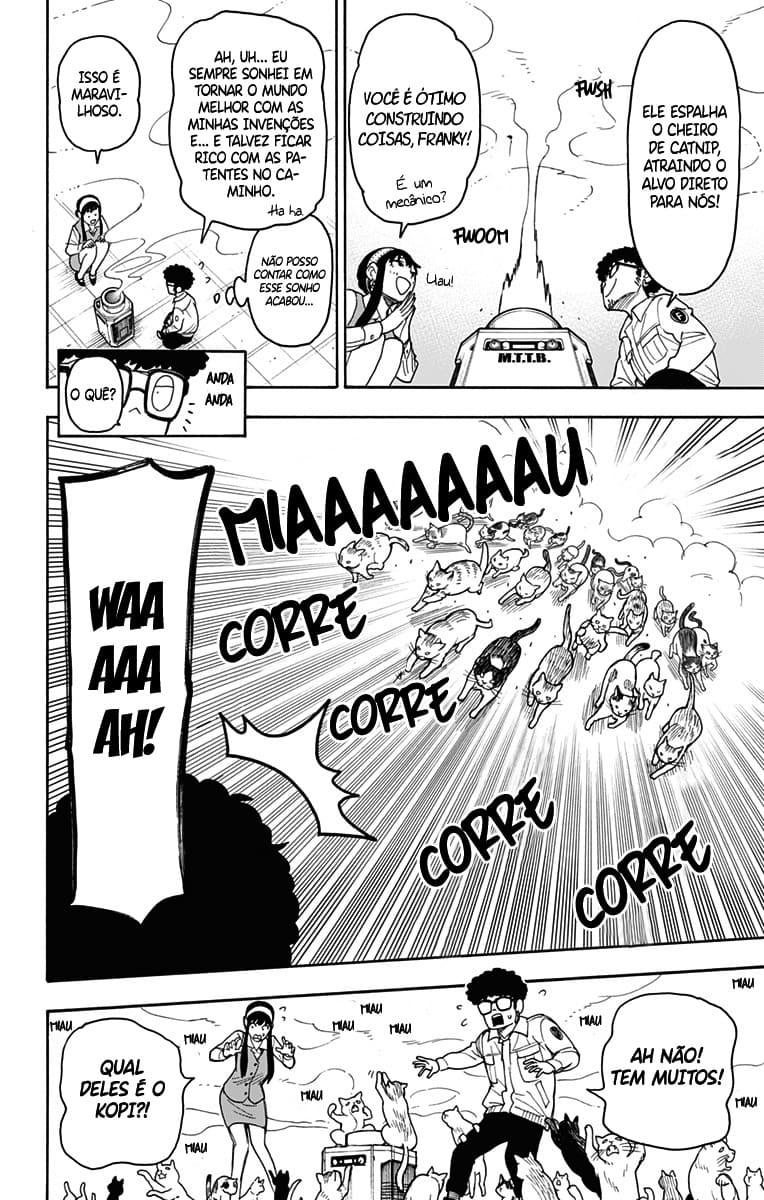 ELE ESPALHA
O CHEIRO
DE CATNIP,
ATRAINDO O
ALVO DIRETO
PARA NÓS!
FWSH
VOCÊ É ÓTIMO
CONSTRUINDO
COISAS, FRANKY!
É um
mecânico?
FWOOM
Uau!
M.T.T.B.
AH, UH... EU
SEMPRE SONHEI EM
TORNAR O MUNDO
MELHOR COM AS
MINHAS INVENÇÕES
E... E TALVEZ FICAR
RICO COM AS PA-
TENTES NO CA-
MINHO.
Ha ha.
ISSO É
MARAVI-
LHOSO.
NÃO POSSO
CONTAR COMO
ESSE SONHO
ACABOU...
ANDA
ANDA
O QUÊ?
MIAAAAAAAAU
CORRE
CORRE
CORRE
CORRE
WAA
AAA
AH!
MIAU
MIAU
MIAU
AH NÃO!
TEM MUITOS!
MIAU
MIAU
MIAU
MIAU
MIAU
QUAL
DELES É O
KOPI?!
MIAU
MIAU